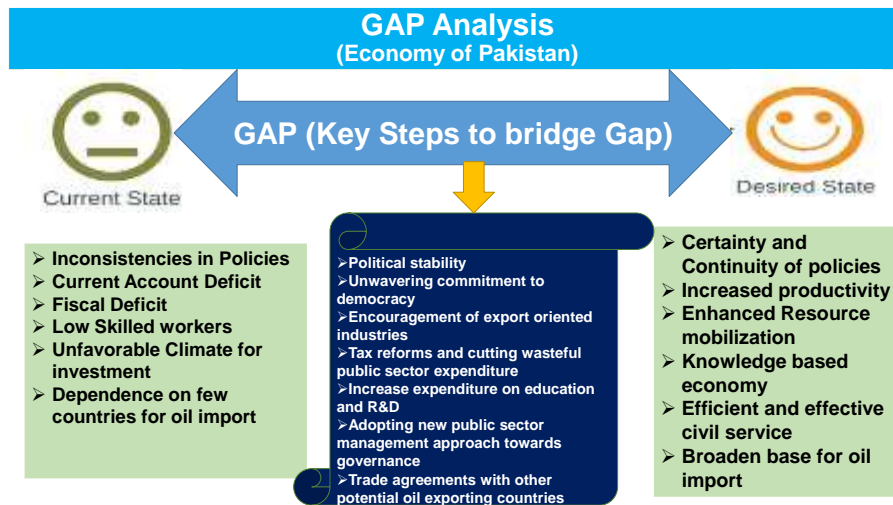 GAP Analysis
(Economy of Pakistan)
GAP (Key Steps to bridge Gap)
Current State
Desired State
➢ Inconsistencies in Policies
➢ Current Account Deficit
➢ Fiscal Deficit
➢ Low Skilled workers
➢ Unfavorable Climate for
investment
➢ Dependence on few
countries for oil import
➢Political stability
➢Unwavering commitment to
democracy
➢Encouragement of export oriented
industries
➢Tax reforms and cutting wasteful
public sector expenditure
➢Increase expenditure on education
and R&D
➢Adopting new public sector
management approach towards
governance
➢Trade agreements with other
potential oil exporting countries
➢ Certainty and
Continuity of policies
➢ Increased productivity
➢ Enhanced Resource
mobilization
➢ Knowledge based
economy
➢ Efficient and effective
civil service
➢ Broaden base for oil
import